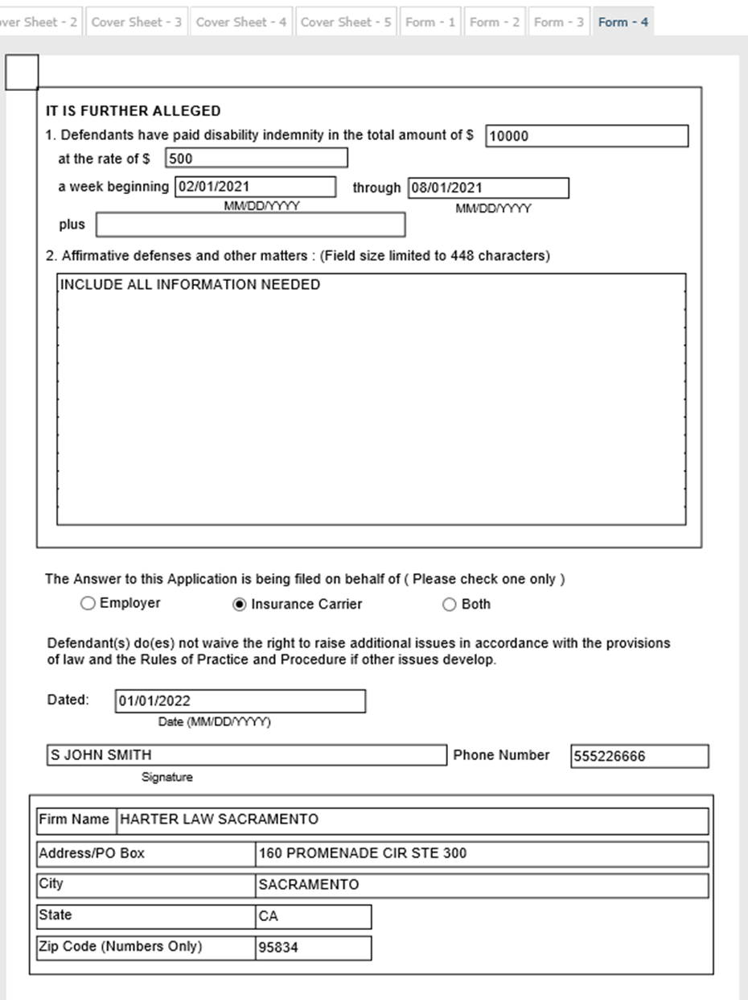 ver Sheet - 2 Cover Sheet - 3 Cover Sheet - 4 Cover Sheet - 5 Form - 1 Form - 2 Form - 3 Form - 4
IT IS FURTHER ALLEGED
1. Defendants have paid disability indemnity in the total amount of $ 10000
at the rate of $ 500
a week beginning 02/01/2021 through 08/01/2021
MM/DD/YYYY MM/DD/YYYY
plus
2. Affirmative defenses and other matters : (Field size limited to 448 characters)
INCLUDE ALL INFORMATION NEEDED
The Answer to this Application is being filed on behalf of ( Please check one only )
Employer Insurance Carrier Both
Defendant(s) do(es) not waive the right to raise additional issues in accordance with the provisions
of law and the Rules of Practice and Procedure if other issues develop.
Dated: 01/01/2022
Date (MM/DD/YYYY)
S JOHN SMITH Phone Number 555226666
Signature
Firm Name HARTER LAW SACRAMENTO
Address/PO Box 160 PROMENADE CIR STE 300
City SACRAMENTO
State CA
Zip Code (Numbers Only) 95834